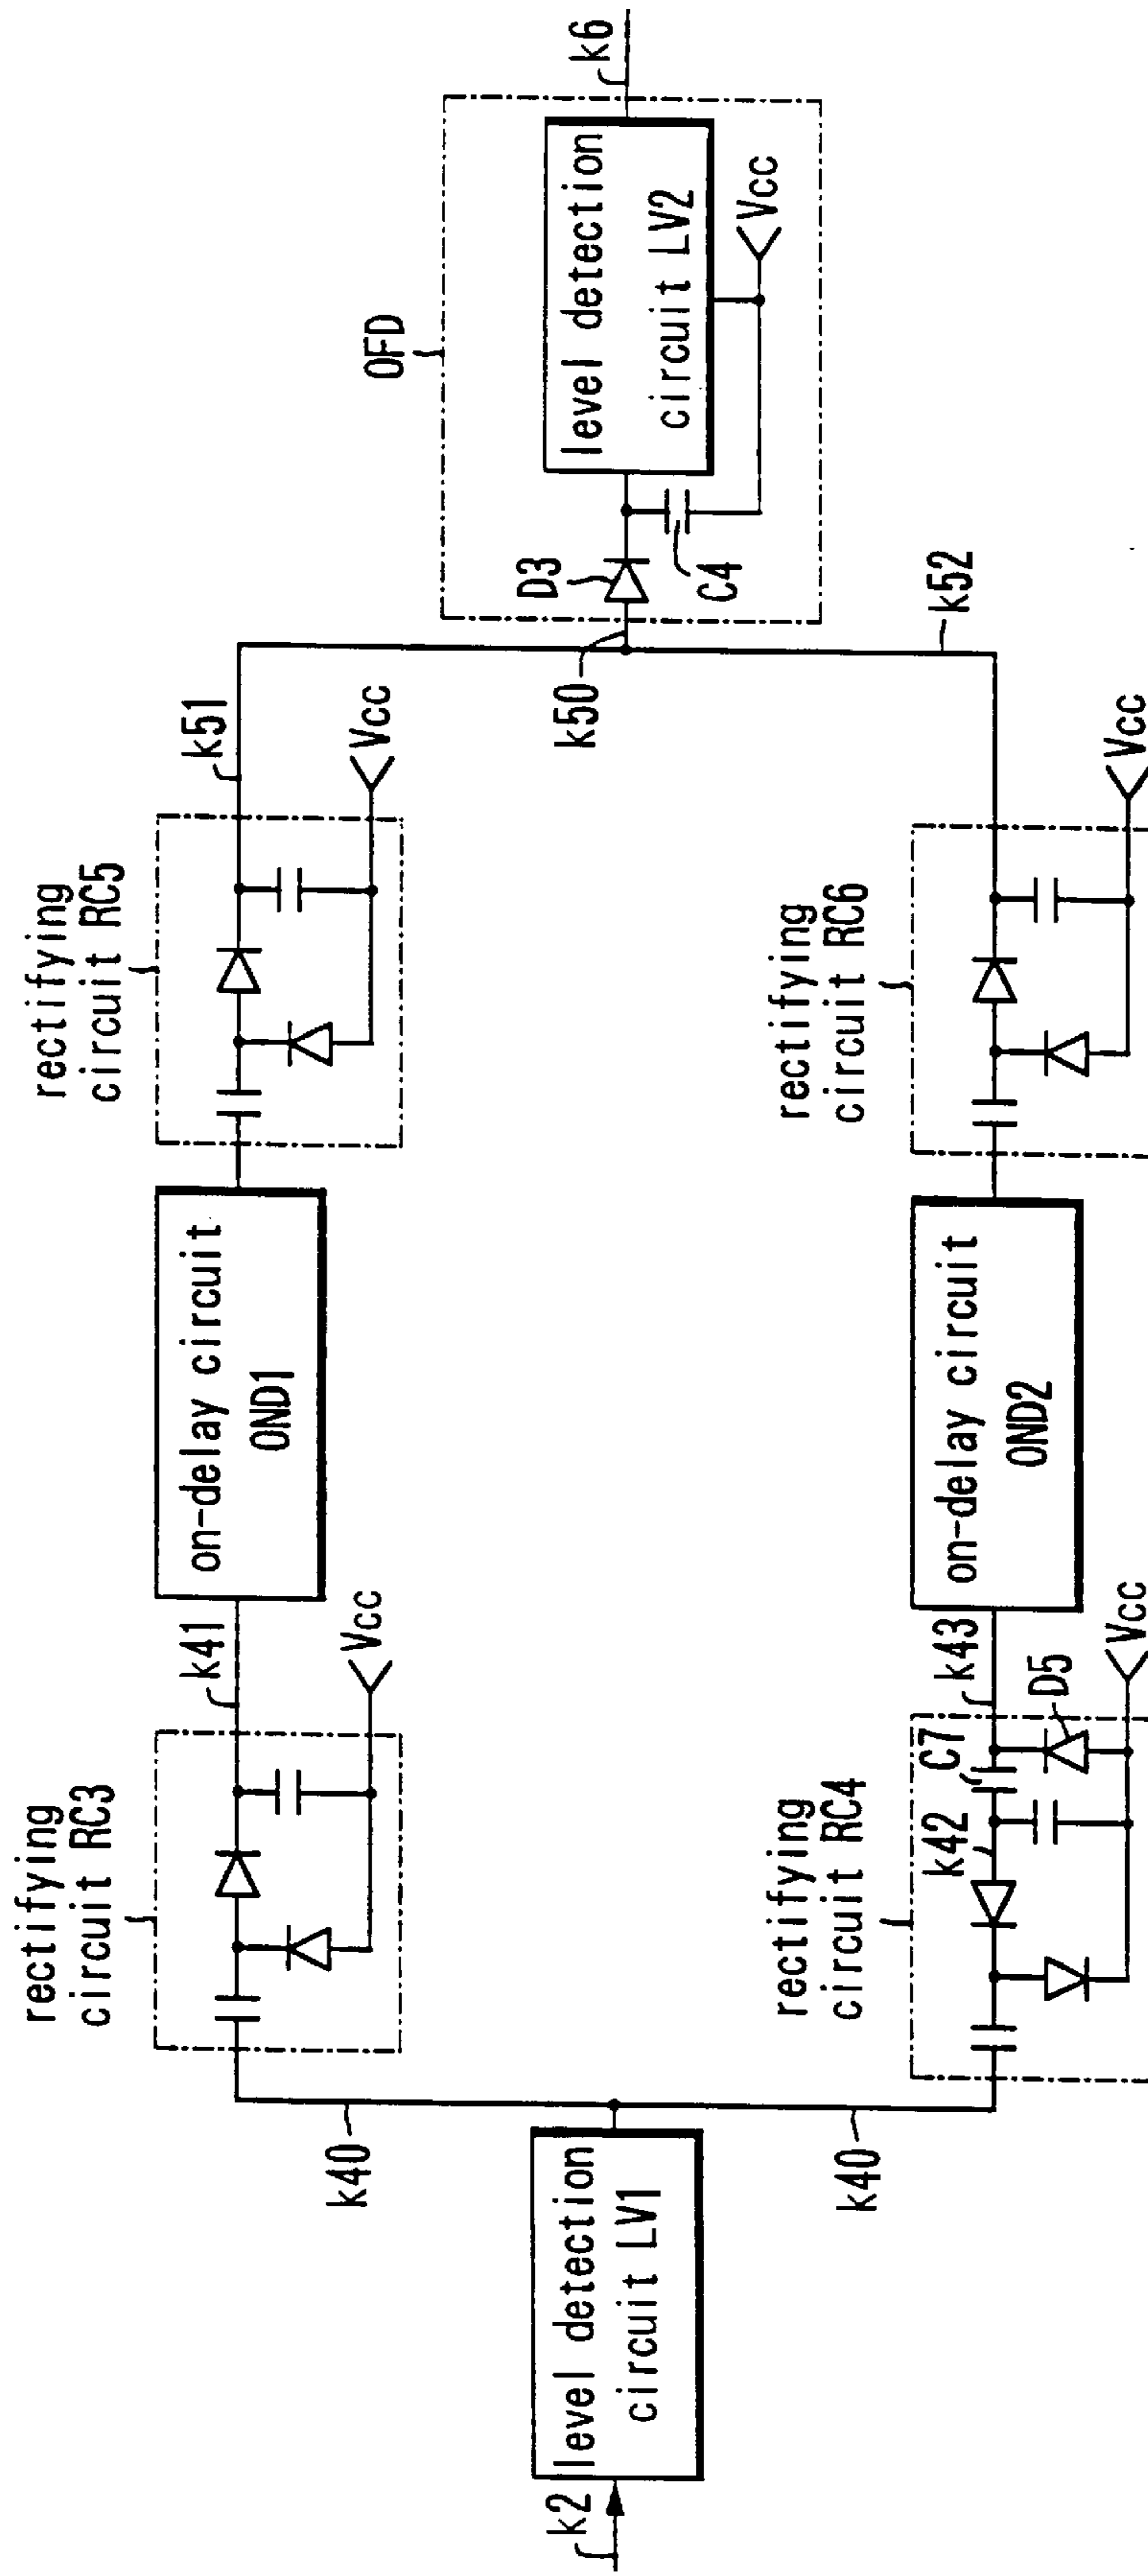 k2
level detection
circuit LV1
k40
k40
rectifying
circuit RC3
Vcc
k41
on-delay circuit
OND1
rectifying
circuit RC5
Vcc
k51
rectifying
circuit RC4
k42
C7
D5
Vcc
k43
on-delay circuit
OND2
rectifying
circuit RC6
Vcc
k52
k50
OFD
D3
C4
level detection
circuit LV2
Vcc
k6